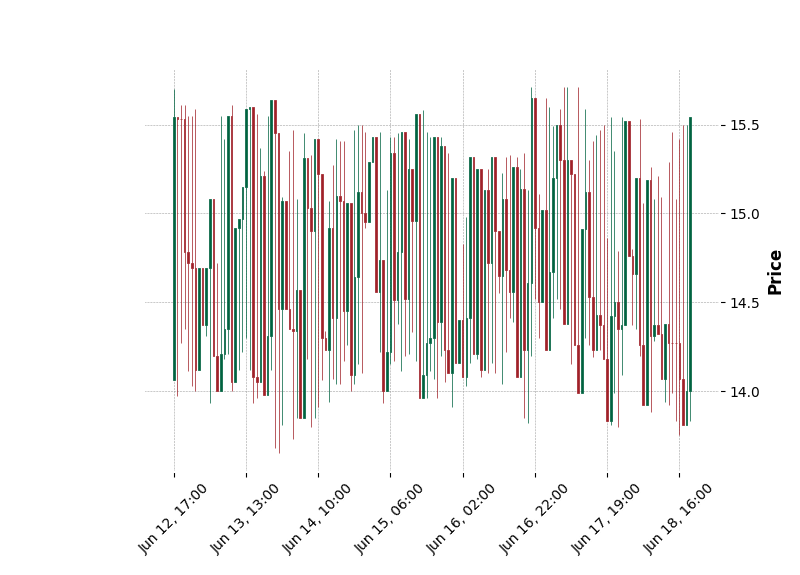 15.5
15.0
14.5
14.0
Price
Jun 12, 17:00
Jun 13, 13:00
Jun 14, 10:00
Jun 15, 06:00
Jun 16, 02:00
Jun 16, 22:00
Jun 17, 19:00
Jun 18, 16:00